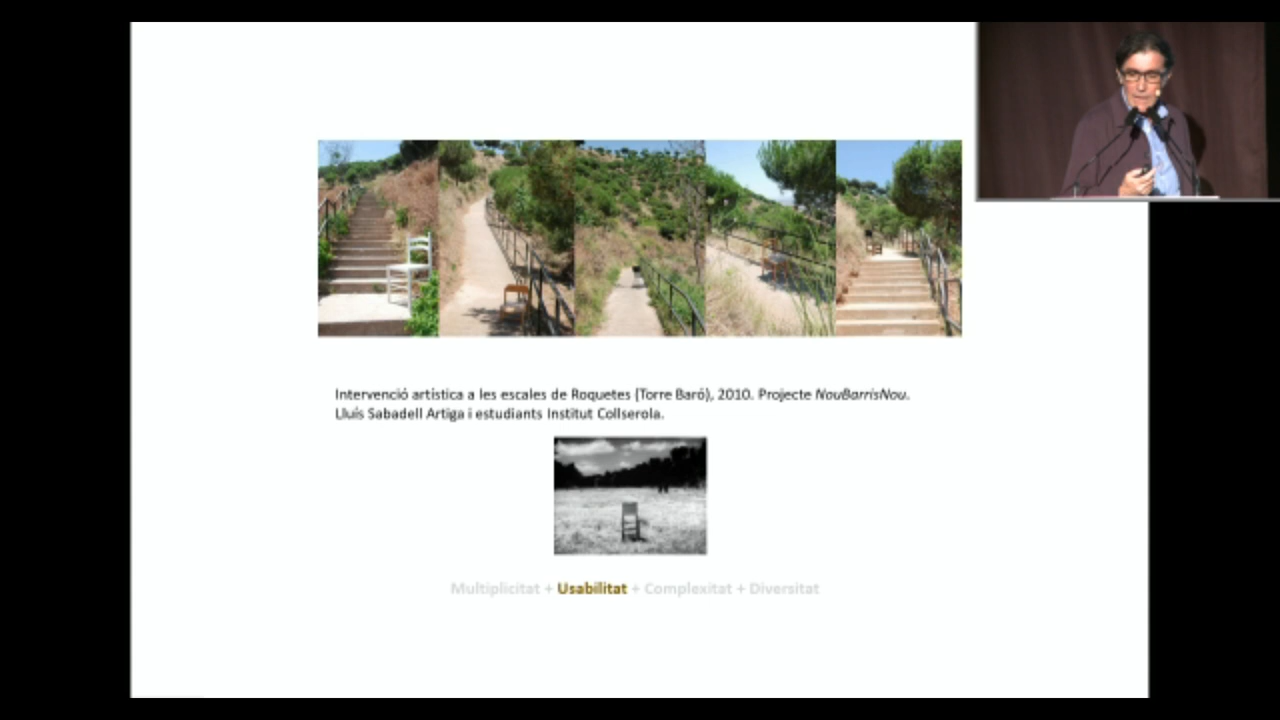 Intervenció artística a les escales de Roquetes (Torre Baró), 2010. Projecte NouBarrisNou.
Lluís Sabadell Artiga i estudiants Institut Collserola.
Multiplicitat + Usabilitat + Complexitat + Diversitat